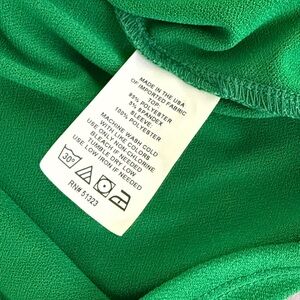 MADE IN THE USA
OF IMPORTED FABRIC
TOP:
95% POLYESTER
5% SPANDEX
SLEEVE:
100% POLYESTER
MACHINE WASH COLD
WITH LIKE COLORS
USE ONLY NON-CHLORINE
BLEACH IF NEEDED
TUMBLE DRY LOW
USE LOW IRON IF NEEDED
30°
RN# 51323